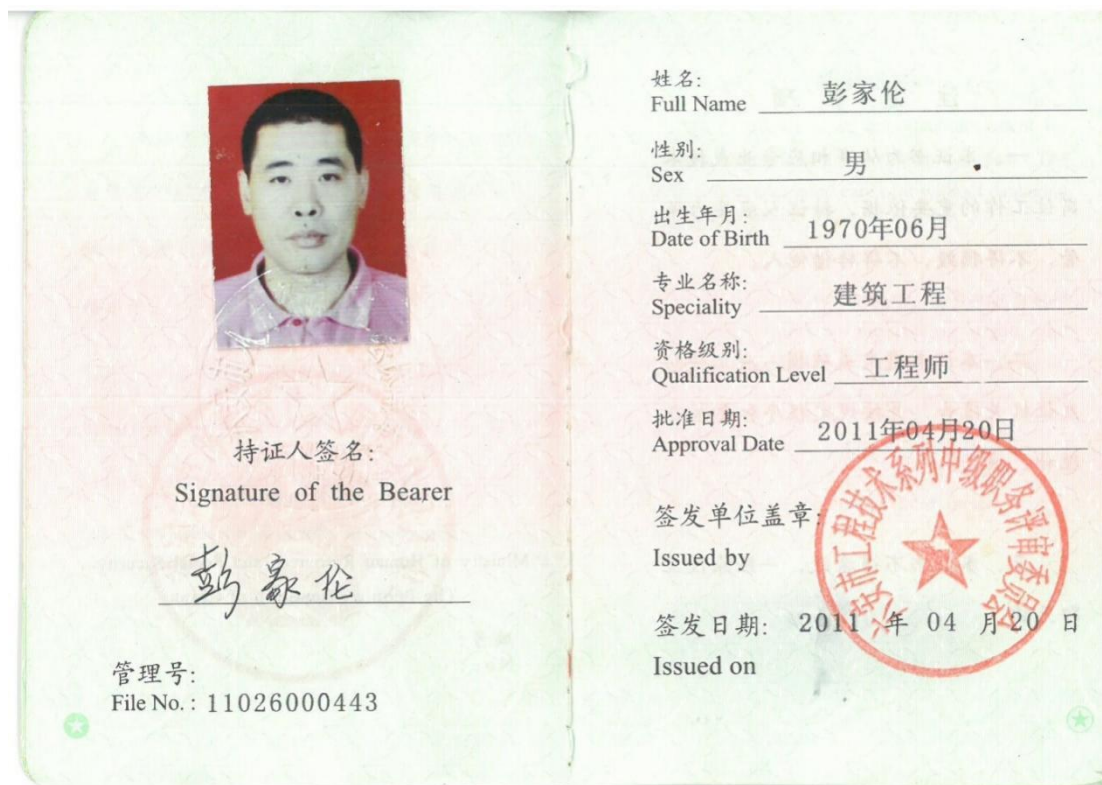 持证人签名:
Signature of the Bearer
彭家伦
管理号:
File No.: 11026000443
姓名:
Full Name 彭家伦
性别:
Sex 男
出生年月:
Date of Birth 1970年06月
专业名称:
Speciality 建筑工程
资格级别:
Qualification Level 工程师
批准日期:
Approval Date 2011年04月20日
签发单位盖章:
Issued by
六安市工程技术系列中级职务评审委员会
签发日期: 2011 年 04 月 20 日
Issued on